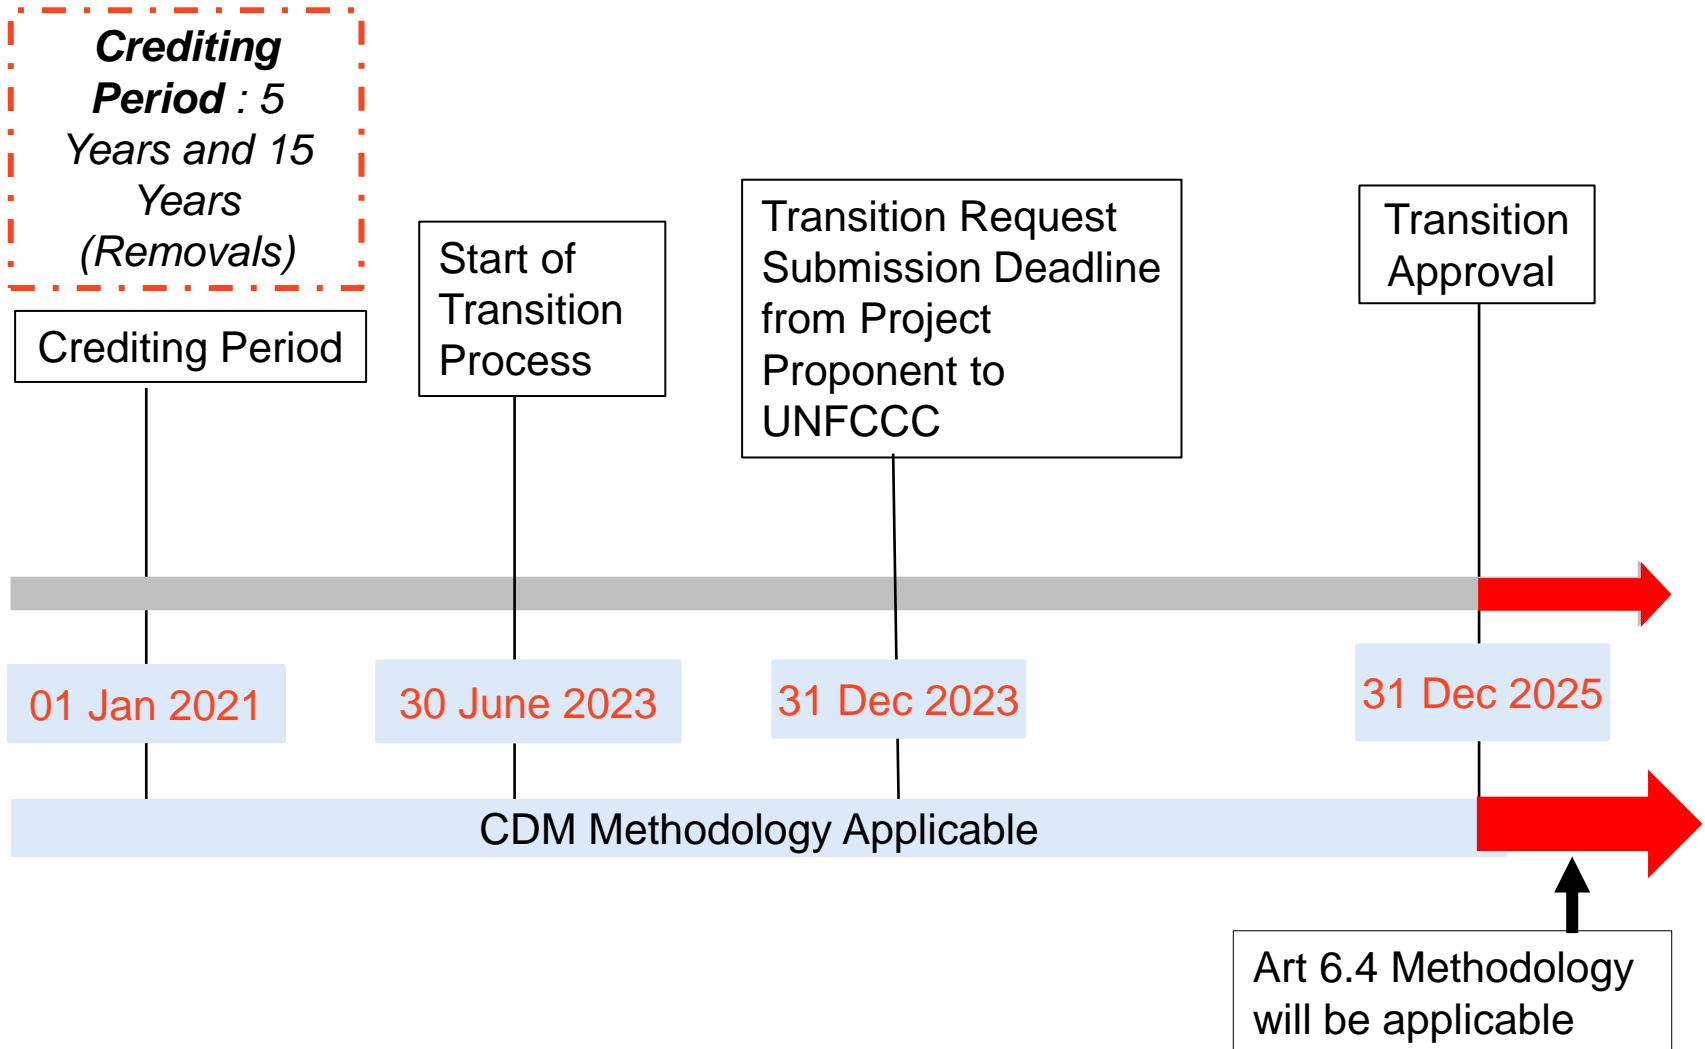 Crediting
Period : 5
Years and 15
Years
(Removals)
Crediting Period
Start of
Transition
Process
Transition Request
Submission Deadline
from Project
Proponent to
UNFCCC
Transition
Approval
01 Jan 2021
30 June 2023
31 Dec 2023
31 Dec 2025
CDM Methodology Applicable
Art 6.4 Methodology
will be applicable